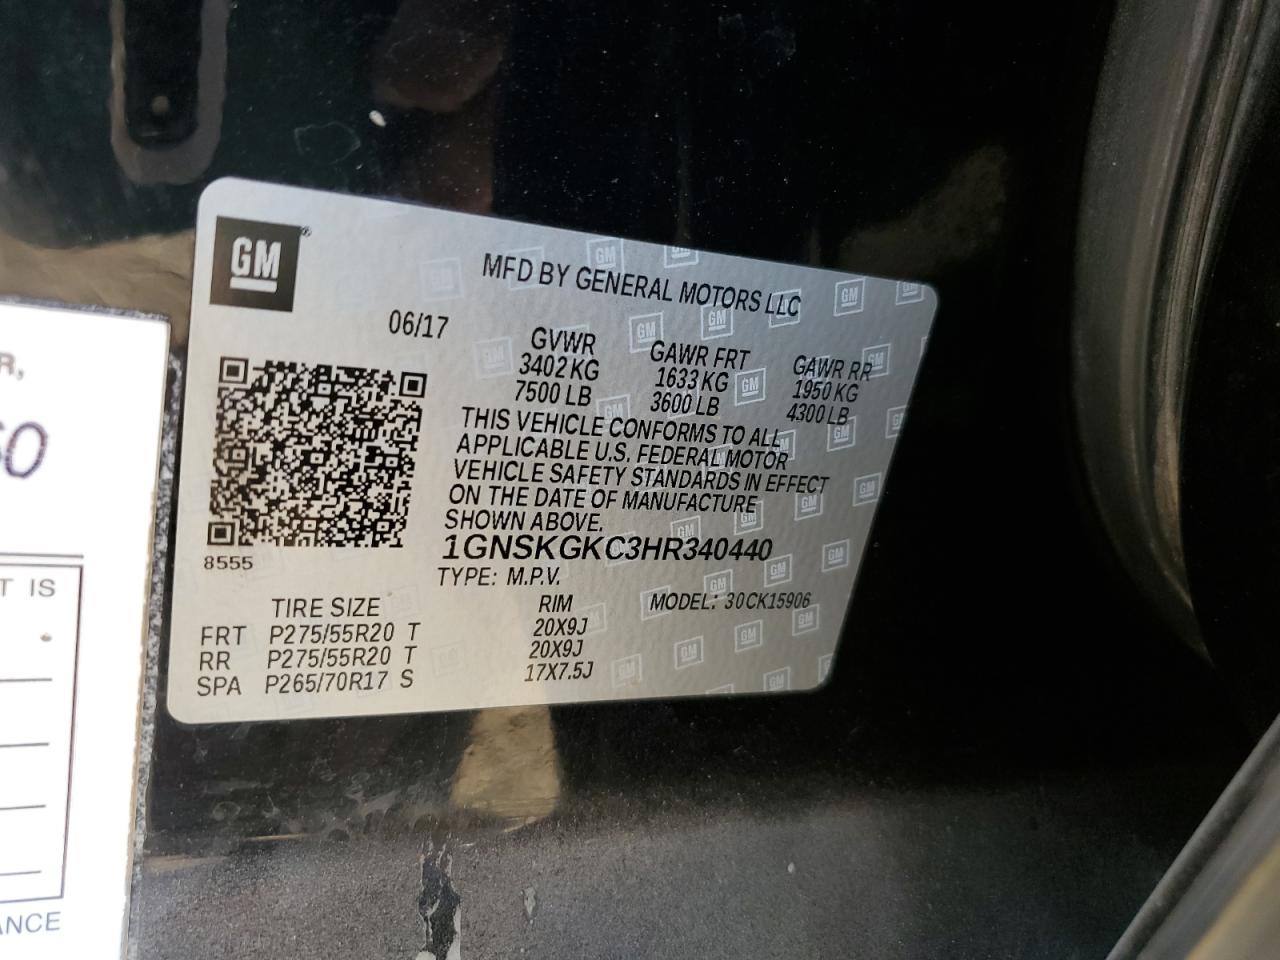 GM®
MFD BY GENERAL MOTORS LLC
06/17
GVWR GAWR FRT GAWR RR
3402 KG 1633 KG 1950 KG
7500 LB 3600 LB 4300 LB
THIS VEHICLE CONFORMS TO ALL
APPLICABLE U.S. FEDERAL MOTOR
VEHICLE SAFETY STANDARDS IN EFFECT
ON THE DATE OF MANUFACTURE
SHOWN ABOVE.
1GNSKGKC3HR340440
8555
TYPE: M.P.V.
TIRE SIZE RIM MODEL: 30CK15906
FRT P275/55R20 T 20X9J
RR P275/55R20 T 20X9J
SPA P265/70R17 S 17X7.5J
R,
T IS